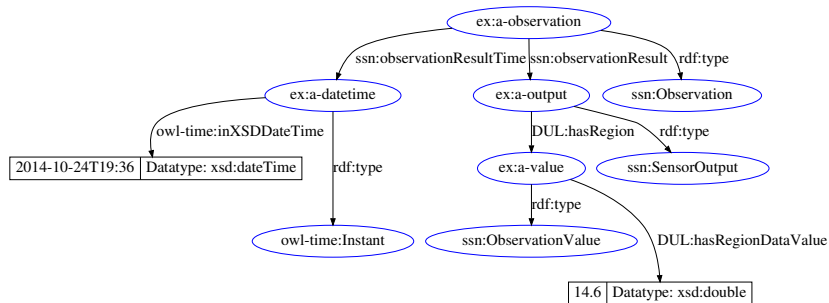 ex:a-observation
ssn:observationResultTime ssn:observationResult rdf:type
ex:a-datetime ex:a-output ssn:Observation
owl-time:inXSDDateTime DUL:hasRegion rdf:type
2014-10-24T19:36 Datatype: xsd:dateTime rdf:type ex:a-value ssn:SensorOutput
rdf:type
owl-time:Instant ssn:ObservationValue DUL:hasRegionDataValue
14.6 Datatype: xsd:double